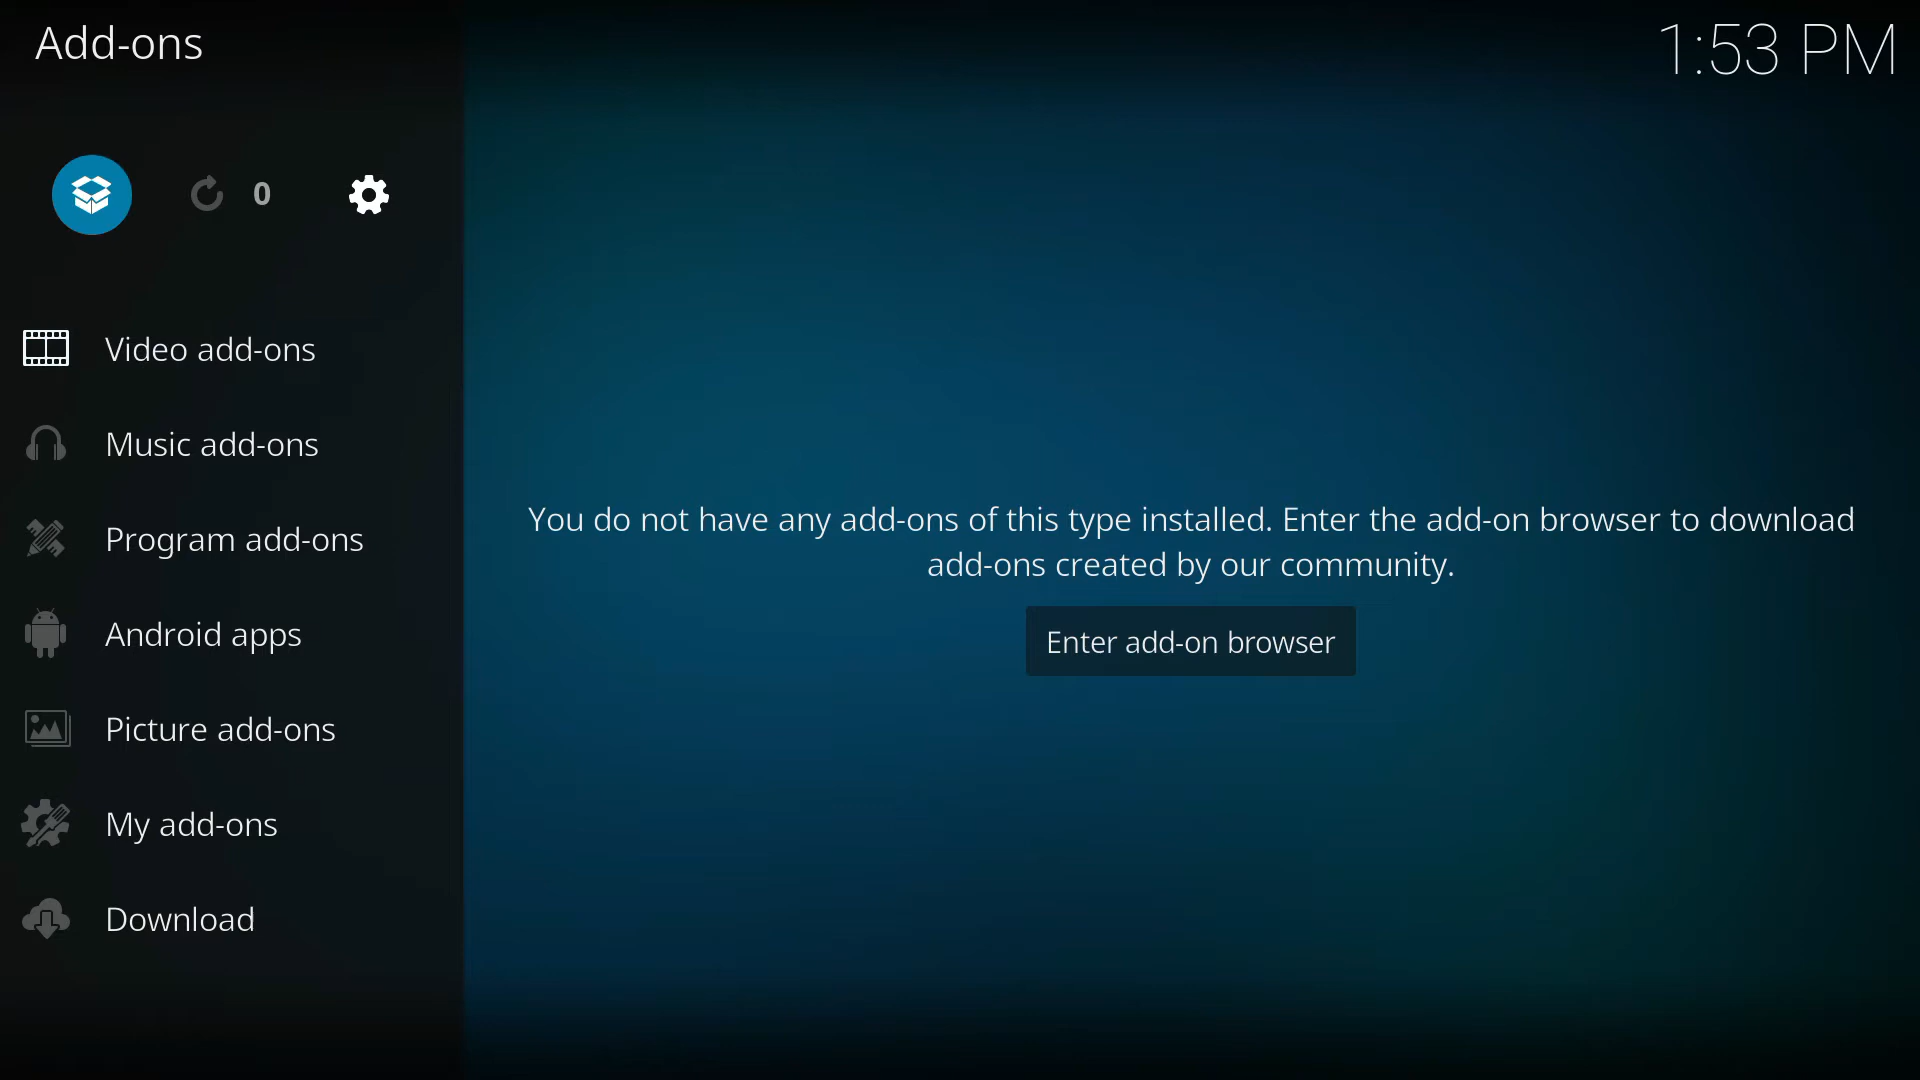 Add-ons
1:53 PM
0
Video add-ons
Music add-ons
Program add-ons
Android apps
Picture add-ons
My add-ons
Download
You do not have any add-ons of this type installed. Enter the add-on browser to download
add-ons created by our community.
Enter add-on browser